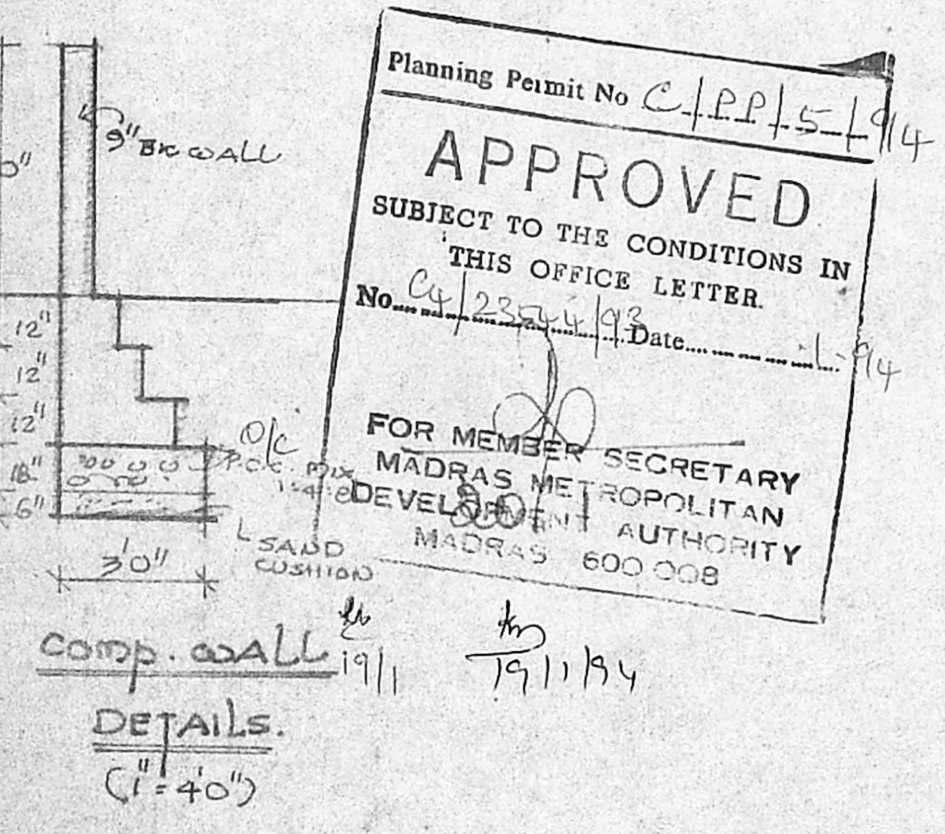 Planning Permit No C/PP/5/94
APPROVED
SUBJECT TO THE CONDITIONS IN
THIS OFFICE LETTER.
No. C4/23544/93 Date 1-94
FOR MEMBER SECRETARY
MADRAS METROPOLITAN
DEVELOPMENT AUTHORITY
MADRAS 600 008
9" BK WALL
0"
12"
12"
12"
18"
6"
P.C.C. MIX
SAND
CUSHION
3'0"
COMP. WALL
DETAILS.
(1"=4'0")
19/1
19/1/94